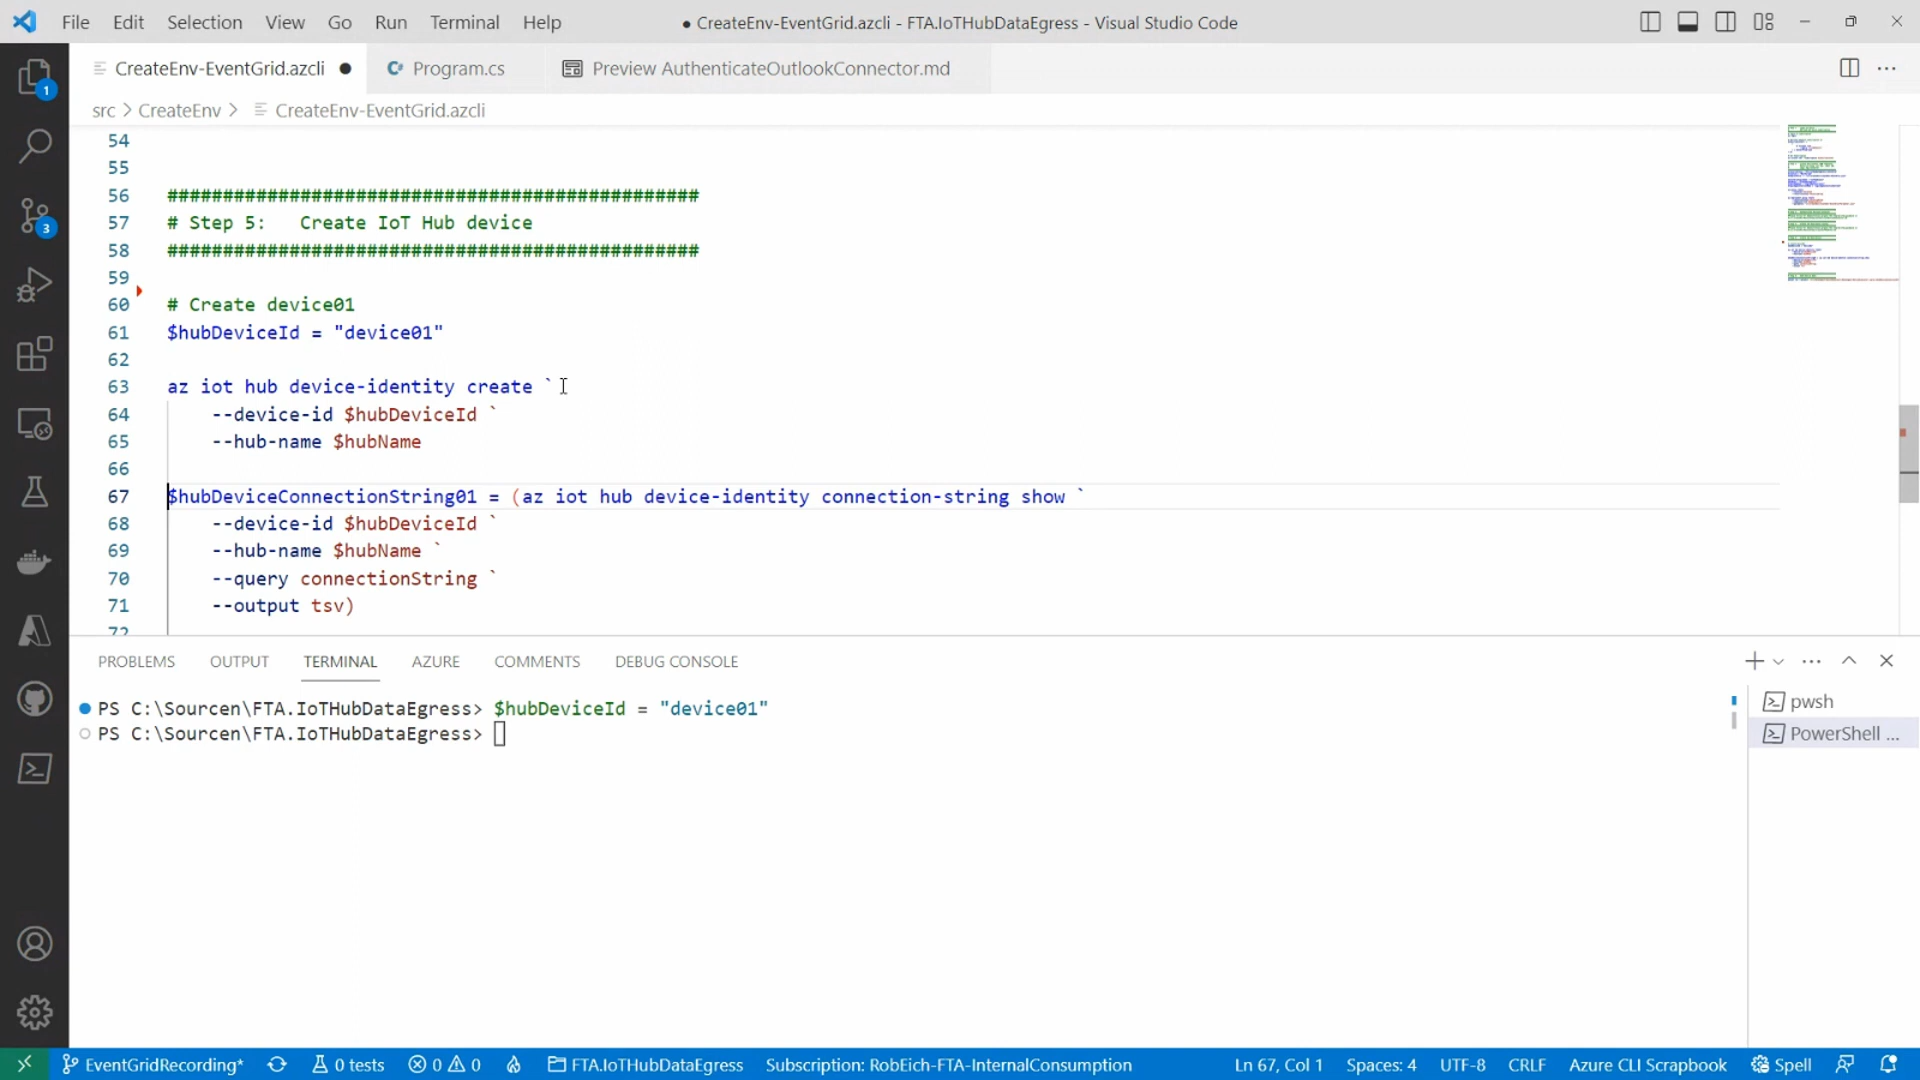 File Edit Selection View Go Run Terminal Help
● CreateEnv-EventGrid.azcli - FTA.IoTHubDataEgress - Visual Studio Code
CreateEnv-EventGrid.azcli ●
C# Program.cs
Preview AuthenticateOutlookConnector.md
src > CreateEnv > CreateEnv-EventGrid.azcli
54
55
56 ################################################
57 # Step 5:   Create IoT Hub device
58 ################################################
59
60 # Create device01
61 $hubDeviceId = "device01"
62
63 az iot hub device-identity create `
64     --device-id $hubDeviceId `
65     --hub-name $hubName
66
67 $hubDeviceConnectionString01 = (az iot hub device-identity connection-string show `
68     --device-id $hubDeviceId `
69     --hub-name $hubName `
70     --query connectionString `
71     --output tsv)
72
1
3
PROBLEMS OUTPUT TERMINAL AZURE COMMENTS DEBUG CONSOLE
PS C:\Sourcen\FTA.IoTHubDataEgress> $hubDeviceId = "device01"
PS C:\Sourcen\FTA.IoTHubDataEgress>
pwsh
PowerShell ...
EventGridRecording* 0 tests 0 0 FTA.IoTHubDataEgress Subscription: RobEich-FTA-InternalConsumption Ln 67, Col 1 Spaces: 4 UTF-8 CRLF Azure CLI Scrapbook Spell